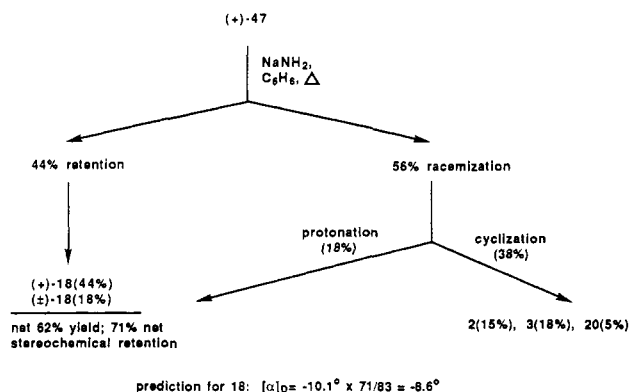 (+)-47
NaNH2,
C6H6, △
44% retention
56% racemization
protonation
(18%)
cyclization
(38%)
(+)-18(44%)
(±)-18(18%)
net 62% yield; 71% net
stereochemical retention
2(15%), 3(18%), 20(5%)
prediction for 18: [α]D= -10.1° x 71/83 = -8.6°